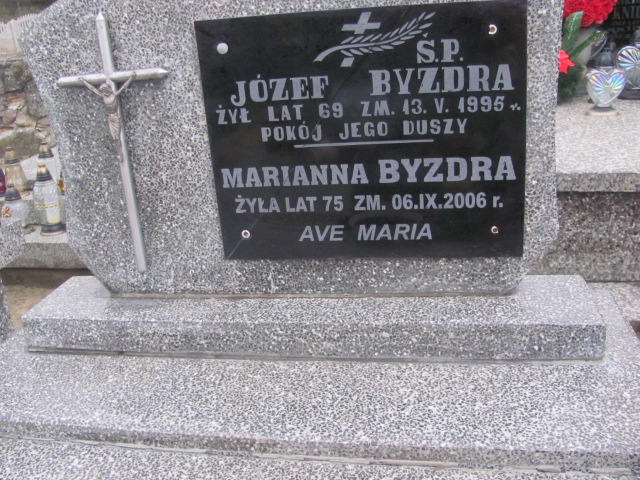 Ś.P.
JÓZEF BYZDRA
ŻYŁ LAT 69 ZM. 13. V. 1995 r.
POKÓJ JEGO DUSZY
MARIANNA BYZDRA
ŻYŁA LAT 75 ZM. 06.IX.2006 r.
AVE MARIA